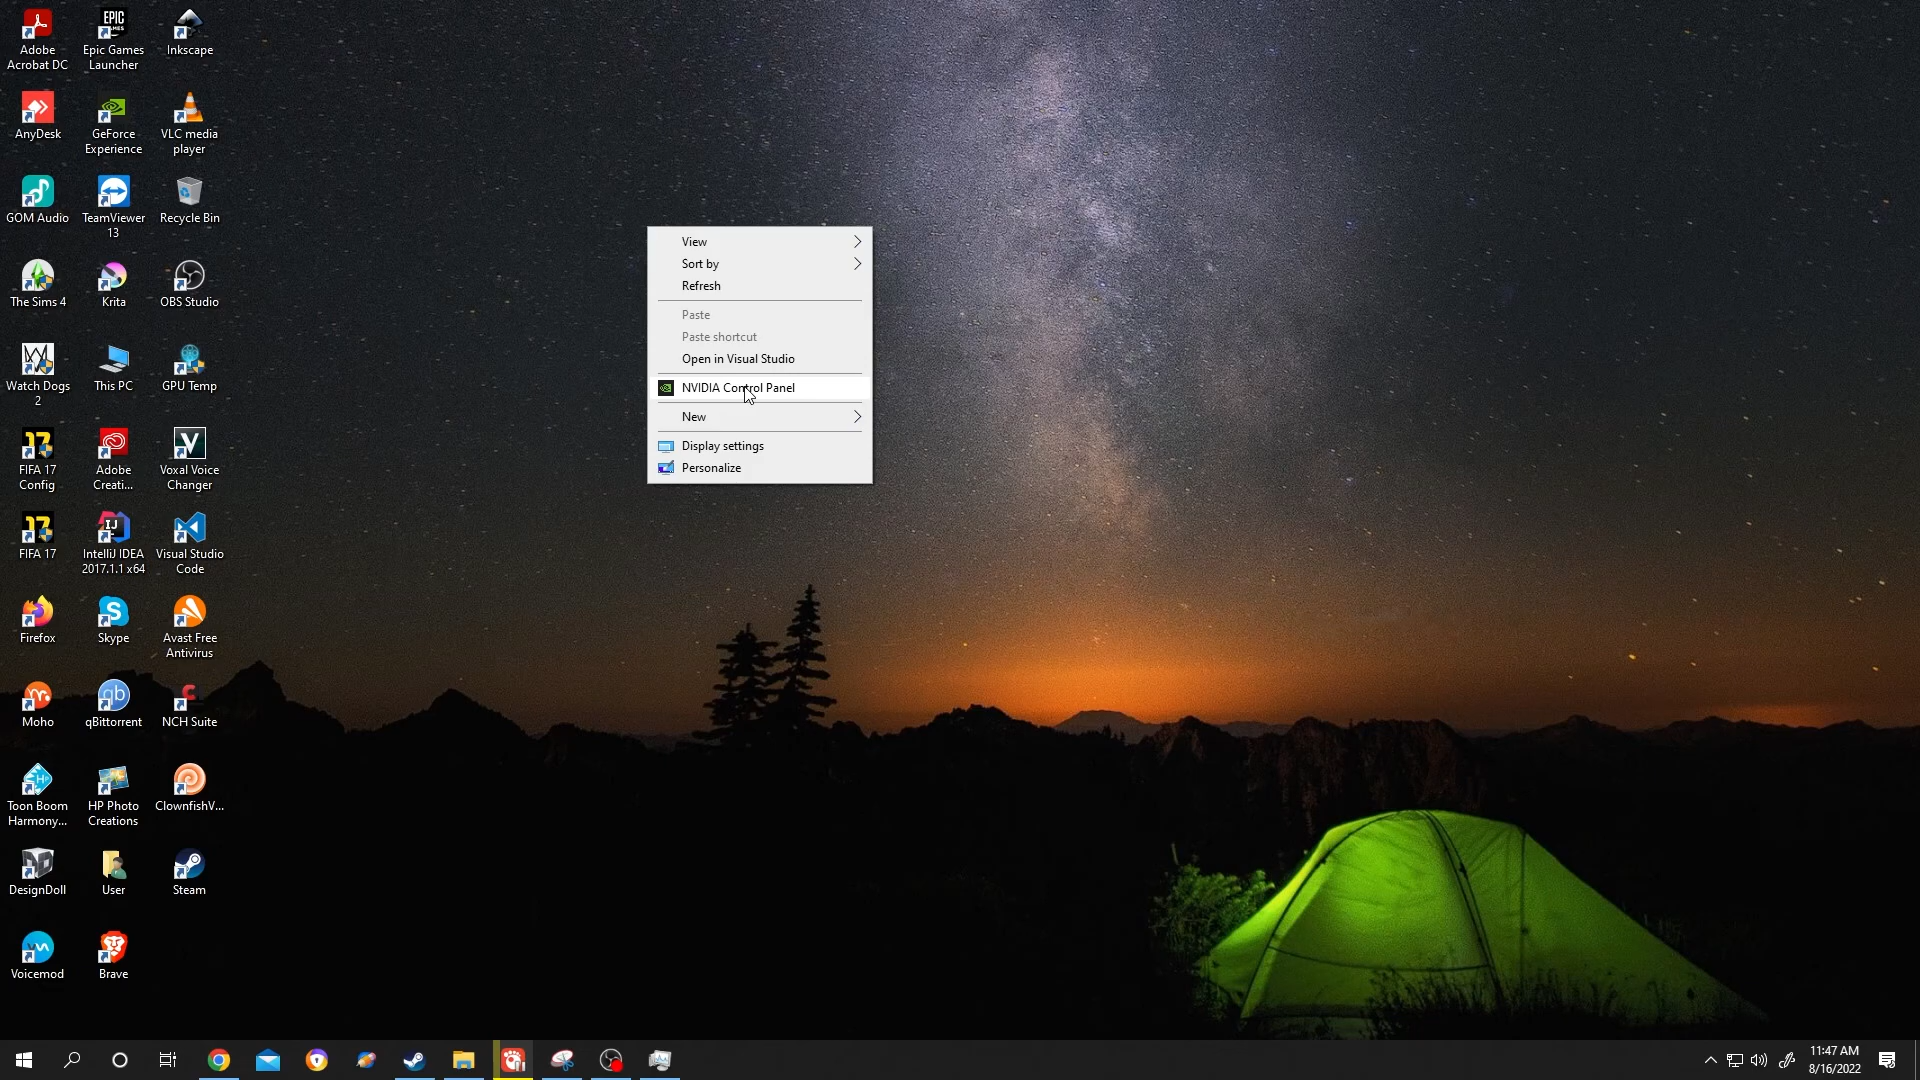 Adobe
Acrobat DC
Epic Games
Launcher
Inkscape
AnyDesk
GeForce
Experience
VLC media
player
GOM Audio
TeamViewer
13
Recycle Bin
The Sims 4
Krita
OBS Studio
Watch Dogs
2
This PC
GPU Temp
FIFA 17
Config
Adobe
Creati...
Voxal Voice
Changer
FIFA 17
IntelliJ IDEA
2017.1.1 x64
Visual Studio
Code
Firefox
Skype
Avast Free
Antivirus
Moho
qBittorrent
NCH Suite
Toon Boom
Harmony...
HP Photo
Creations
ClownfishV...
DesignDoll
User
Steam
Voicemod
Brave
View
Sort by
Refresh
Paste
Paste shortcut
Open in Visual Studio
NVIDIA Control Panel
New
Display settings
Personalize
11:47 AM
8/16/2022